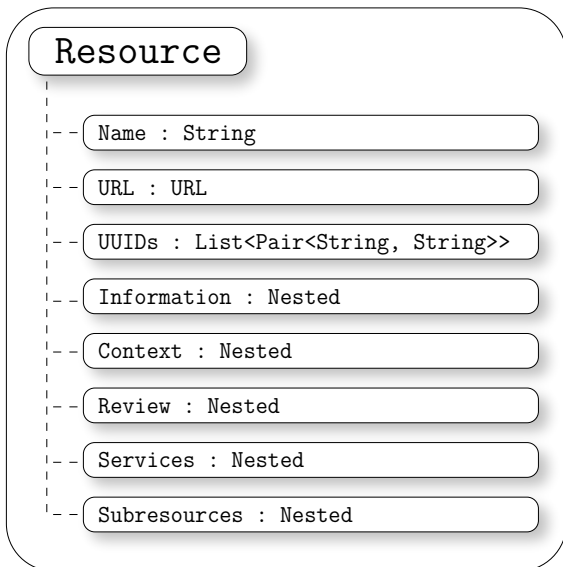 Resource
Name : String
URL : URL
UUIDs : List<Pair<String, String>>
Information : Nested
Context : Nested
Review : Nested
Services : Nested
Subresources : Nested